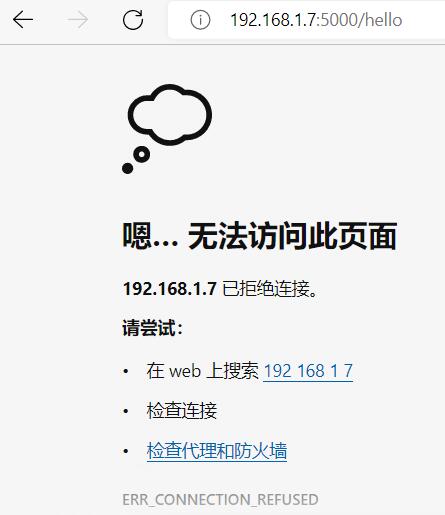 192.168.1.7:5000/hello
嗯… 无法访问此页面
192.168.1.7 已拒绝连接。
请尝试：
• 在 web 上搜索 192 168 1 7
• 检查连接
• 检查代理和防火墙
ERR_CONNECTION_REFUSED